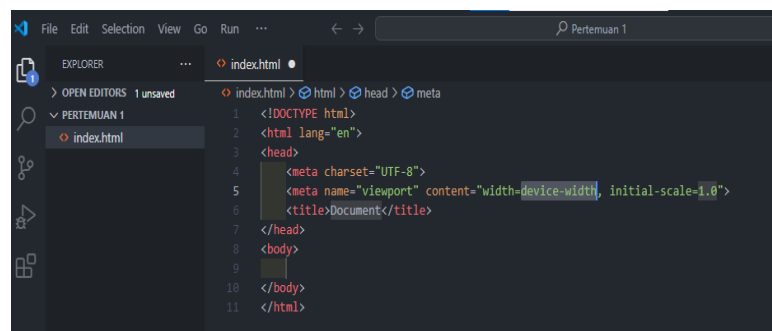 File Edit Selection View Go Run ··· ← → Pertemuan 1
EXPLORER ···
> OPEN EDITORS 1 unsaved
∨ PERTEMUAN 1
<> index.html
1
<> index.html ●
<> index.html > html > head > meta
1 <!DOCTYPE html>
2 <html lang="en">
3 <head>
4 <meta charset="UTF-8">
5 <meta name="viewport" content="width=device-width, initial-scale=1.0">
6 <title>Document</title>
7 </head>
8 <body>
9
10 </body>
11 </html>